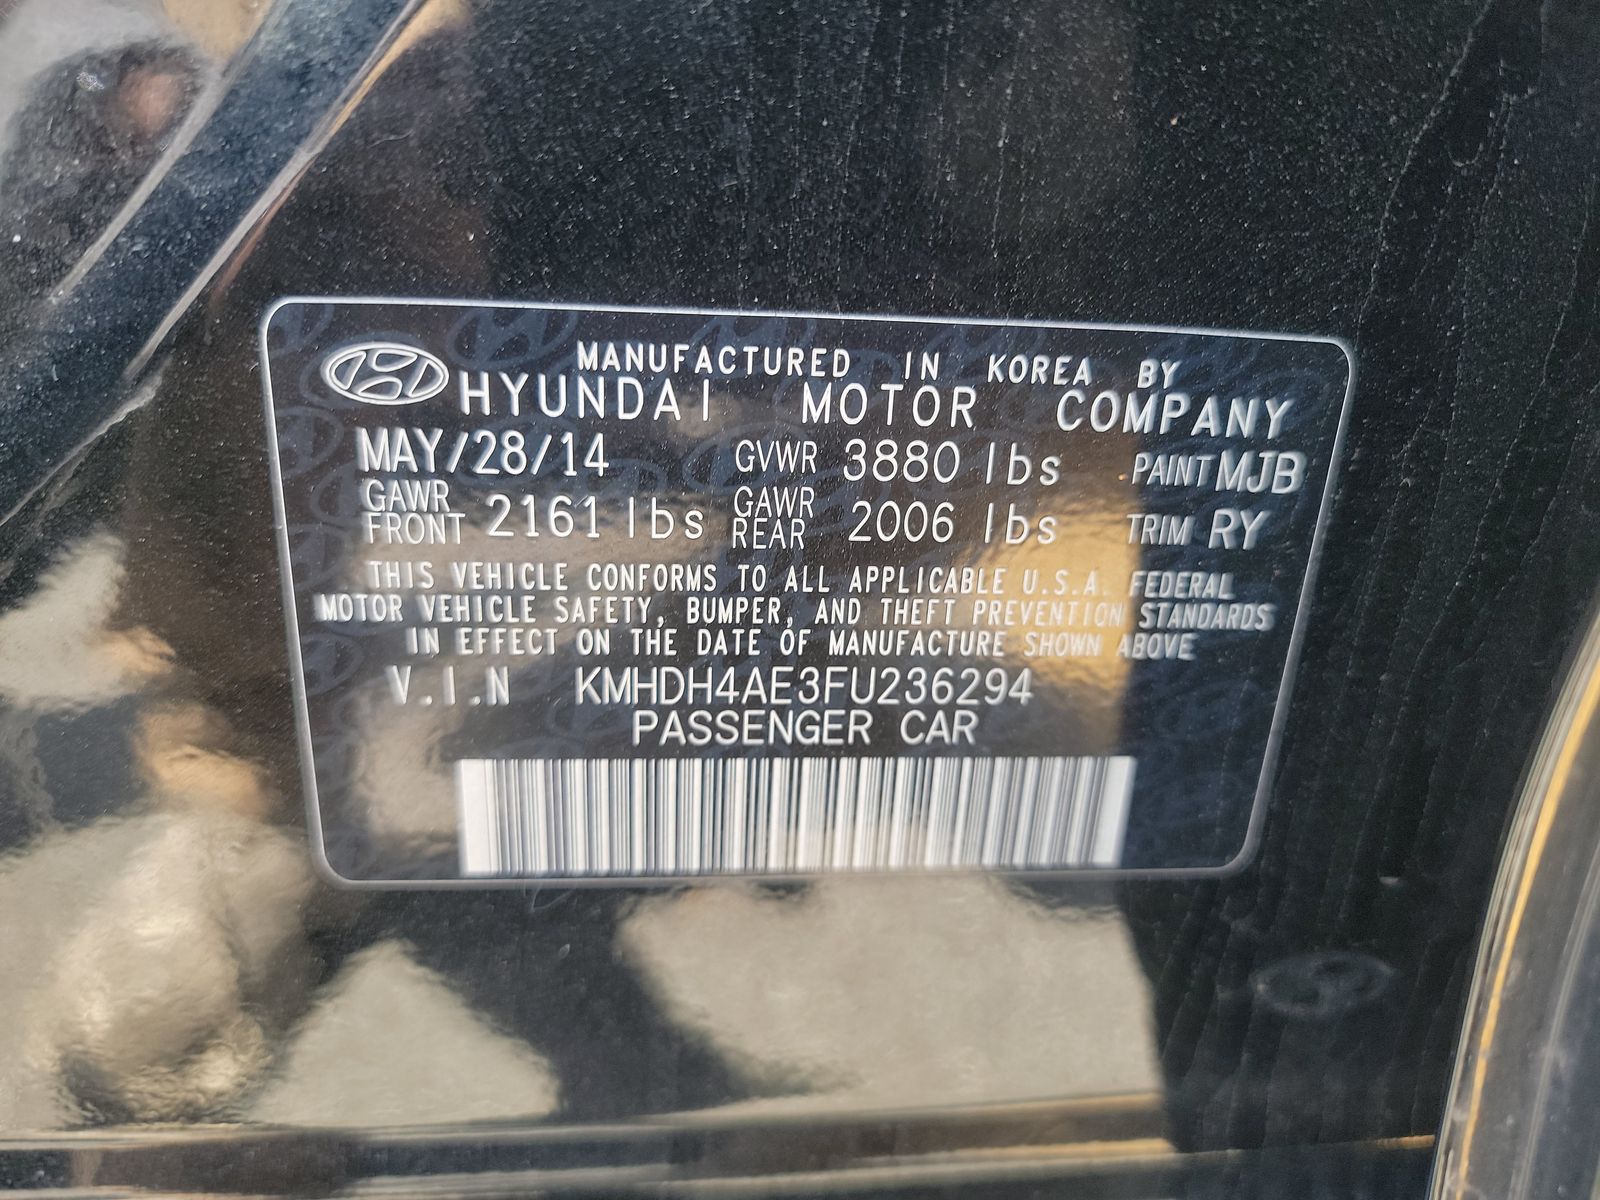 MANUFACTURED IN KOREA BY
HYUNDAI MOTOR COMPANY
MAY/28/14 GVWR 3880 lbs PAINT MJB
GAWR FRONT 2161 lbs GAWR REAR 2006 lbs TRIM RY
THIS VEHICLE CONFORMS TO ALL APPLICABLE U.S.A. FEDERAL
MOTOR VEHICLE SAFETY, BUMPER, AND THEFT PREVENTION STANDARDS
IN EFFECT ON THE DATE OF MANUFACTURE SHOWN ABOVE
V.I.N KMHDH4AE3FU236294
PASSENGER CAR